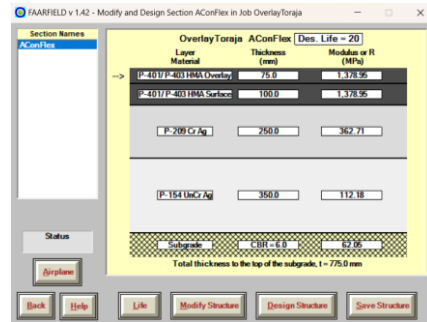 FAARFIELD v 1.42 - Modify and Design Section AConFlex in Job OverlayToraja
Section Names
AConFlex
OverlayToraja AConFlex Des. Life = 20
Layer Material Thickness (mm) Modulus or R (MPa)
--> P-401/P-403 HMA Overlay 75.0 1,378.95
P-401/P-403 HMA Surface 100.0 1,378.95
P-209 Cr Ag 250.0 362.71
P-154 UnCr Ag 350.0 112.18
Subgrade CBR = 6.0 62.05
Total thickness to the top of the subgrade, t = 775.0 mm
Status
Airplane
Back Help Life Modify Structure Design Structure Save Structure